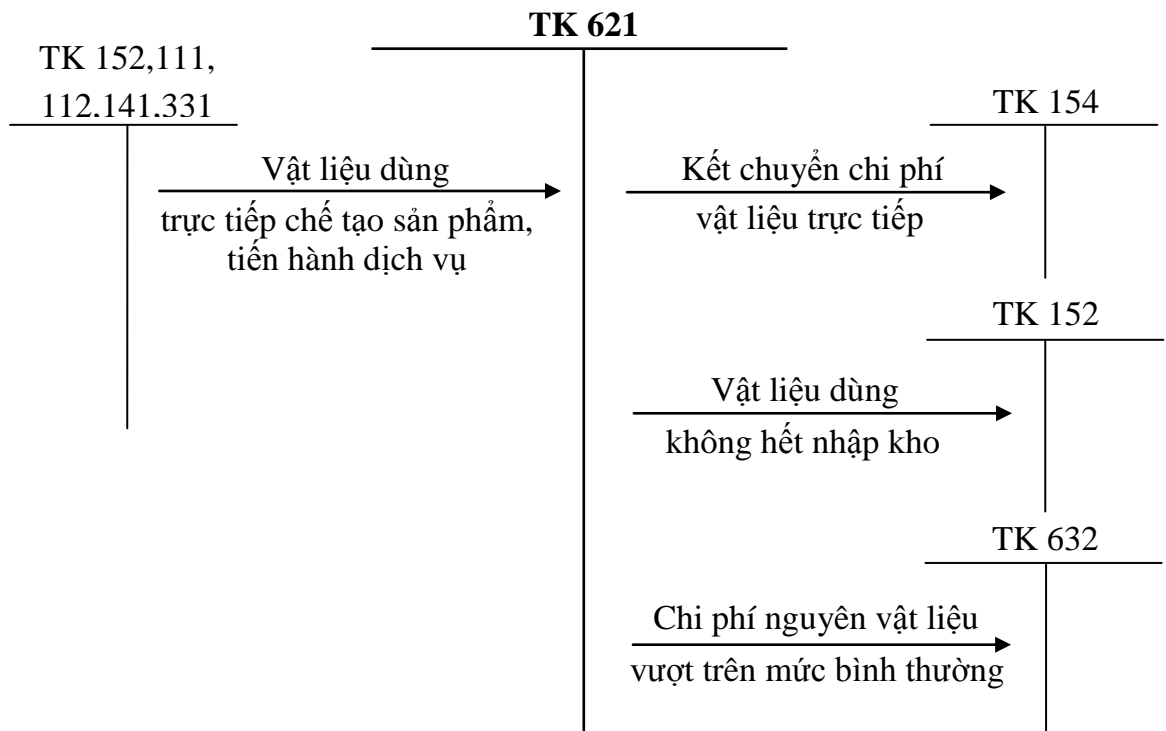 TK 621
TK 152,111,
112.141.331
Vật liệu dùng
trực tiếp chế tạo sản phẩm,
tiến hành dịch vụ
TK 154
Kết chuyển chi phí
vật liệu trực tiếp
TK 152
Vật liệu dùng
không hết nhập kho
TK 632
Chi phí nguyên vật liệu
vượt trên mức bình thường